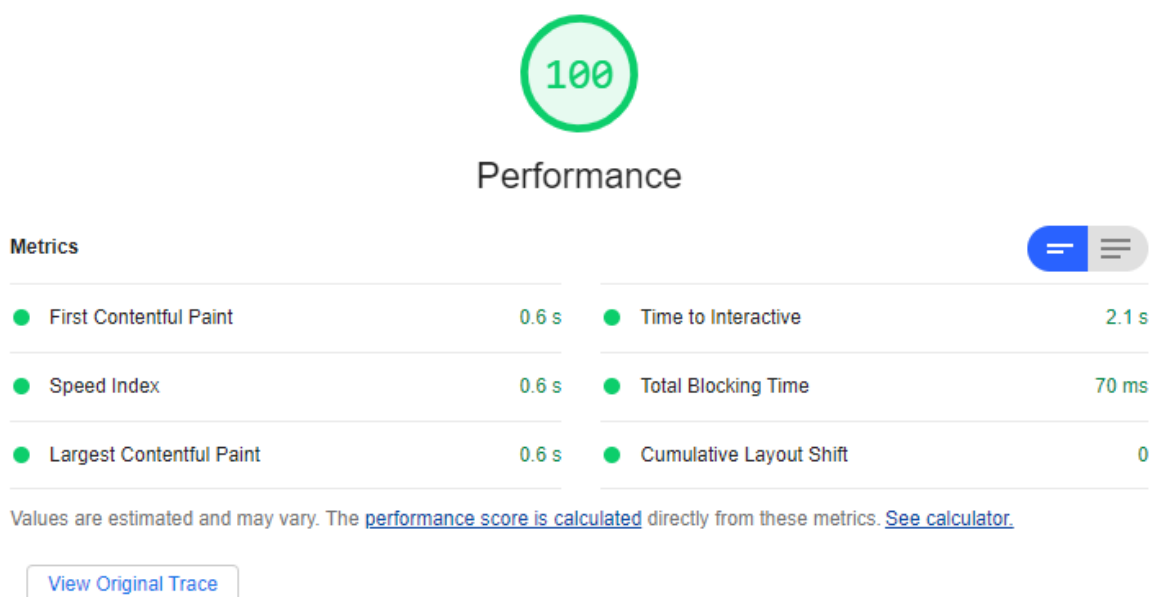 100
Performance
Metrics
First Contentful Paint 0.6 s
Time to Interactive 2.1 s
Speed Index 0.6 s
Total Blocking Time 70 ms
Largest Contentful Paint 0.6 s
Cumulative Layout Shift 0
Values are estimated and may vary. The performance score is calculated directly from these metrics. See calculator.
View Original Trace